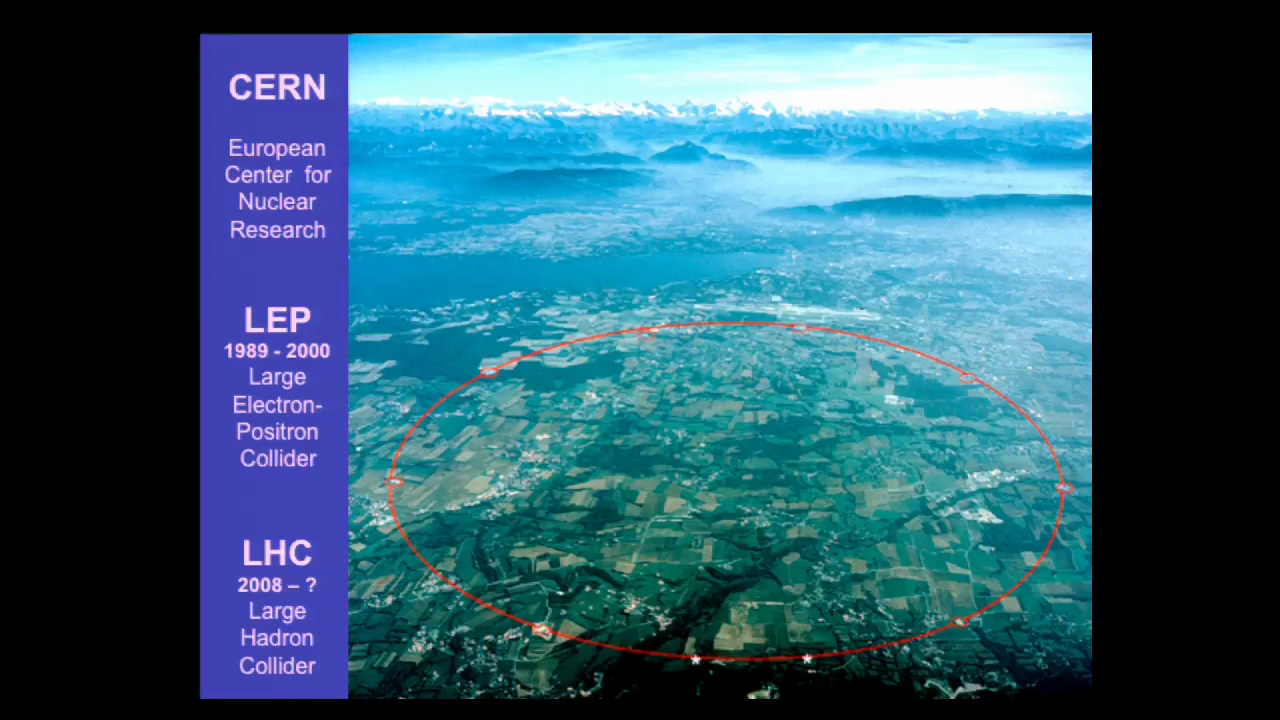 CERN
European
Center for
Nuclear
Research
LEP
1989 - 2000
Large
Electron-
Positron
Collider
LHC
2008 – ?
Large
Hadron
Collider